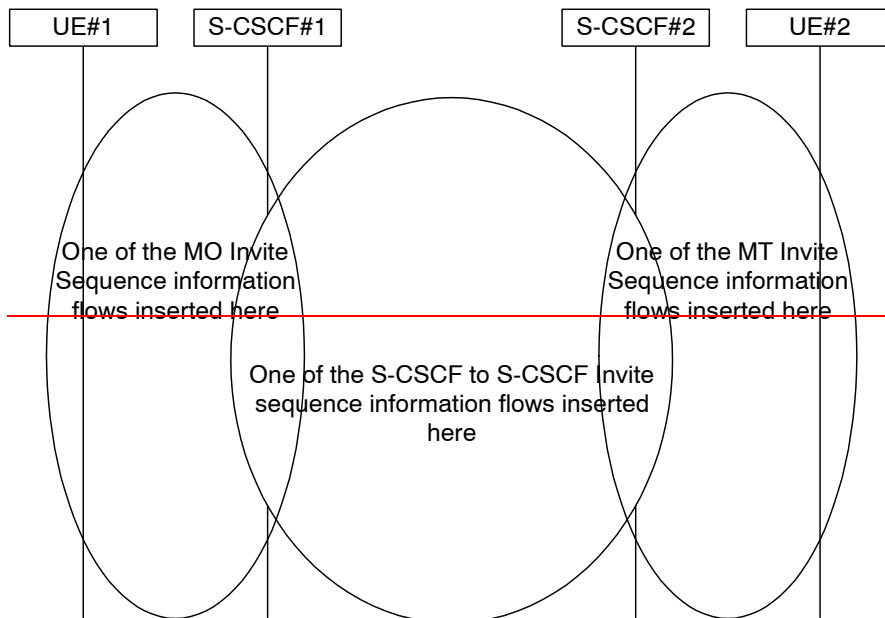 UE#1
S-CSCF#1
S-CSCF#2
UE#2
One of the MO Invite
Sequence information
flows inserted here
One of the MT Invite
Sequence information
flows inserted here
One of the S-CSCF to S-CSCF Invite
sequence information flows inserted
here